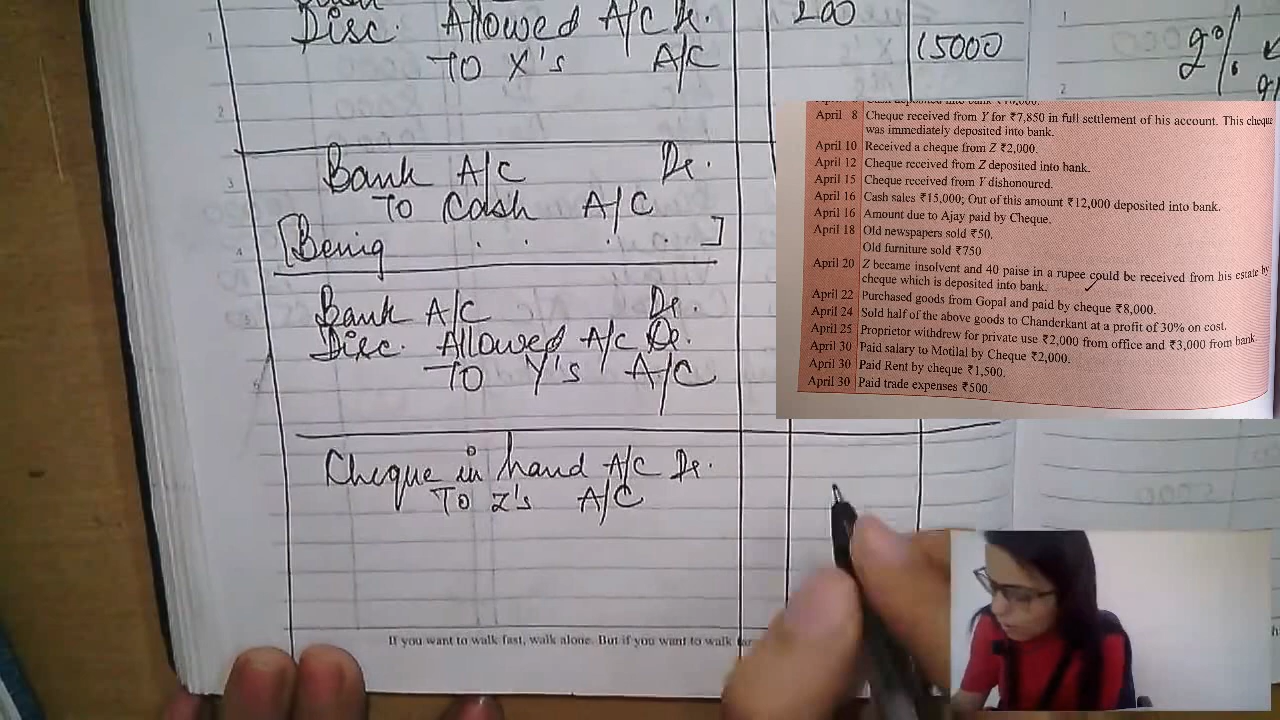 Disc. Allowed A/C Dr. 200
To X's A/C 15000
2%
Bank A/C Dr.
To Cash A/C
[Benig . . . . ]
Bank A/C Dr.
Disc. Allowed A/C Dr.
To Y's A/C
Cheque in hand A/C Dr.
To Z's A/C
If you want to walk fast, walk alone. But if you want to walk
April 8 Cheque received from Y for ₹7,850 in full settlement of his account. This cheque
was immediately deposited into bank.
April 10 Received a cheque from Z ₹2,000.
April 12 Cheque received from Z deposited into bank.
April 15 Cheque received from Y dishonoured.
April 16 Cash sales ₹15,000; Out of this amount ₹12,000 deposited into bank.
April 16 Amount due to Ajay paid by Cheque.
April 18 Old newspapers sold ₹50.
Old furniture sold ₹750
April 20 Z became insolvent and 40 paise in a rupee could be received from his estate by
cheque which is deposited into bank.
April 22 Purchased goods from Gopal and paid by cheque ₹8,000.
April 24 Sold half of the above goods to Chanderkant at a profit of 30% on cost.
April 25 Proprietor withdrew for private use ₹2,000 from office and ₹3,000 from bank.
April 30 Paid salary to Motilal by Cheque ₹2,000.
April 30 Paid Rent by cheque ₹1,500.
April 30 Paid trade expenses ₹500.